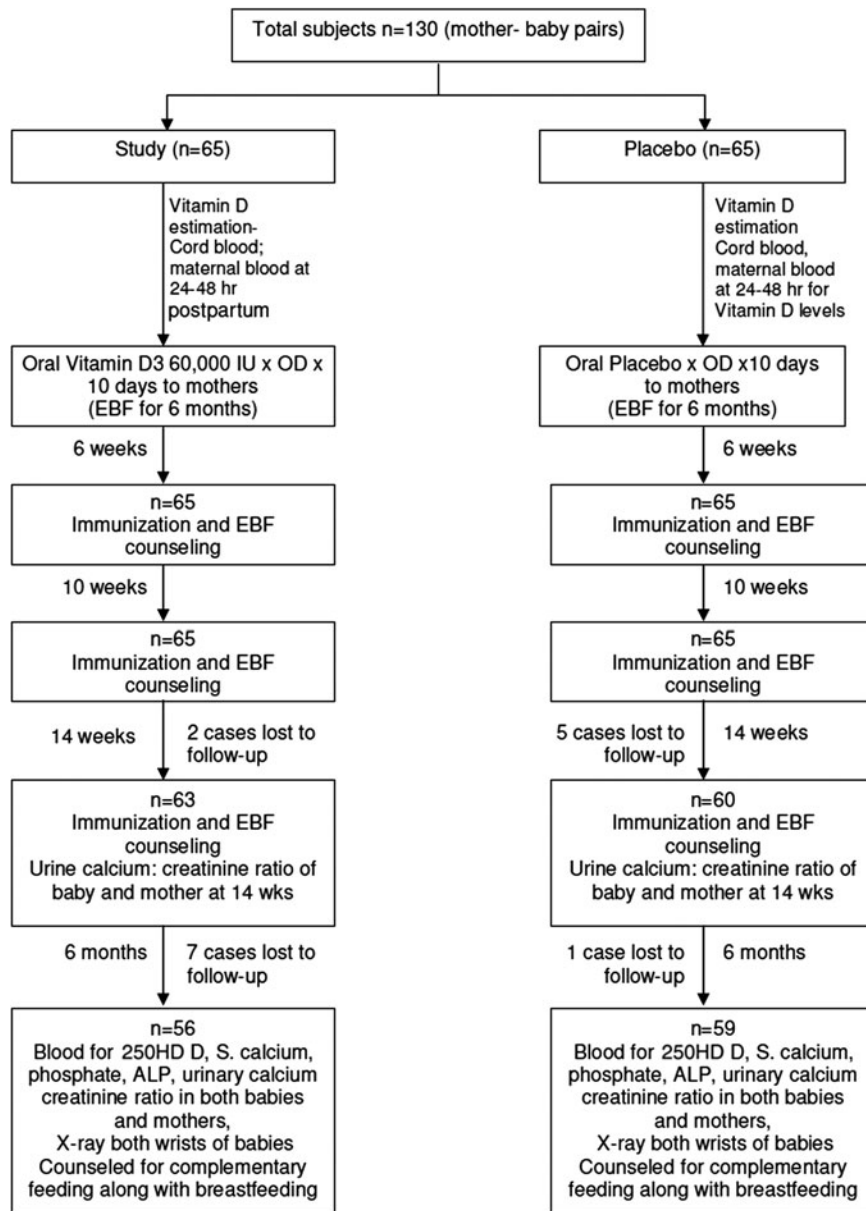 Total subjects n=130 (mother- baby pairs)
Study (n=65)
Placebo (n=65)
Vitamin D
estimation-
Cord blood;
maternal blood at
24-48 hr
postpartum
Vitamin D
estimation
Cord blood,
maternal blood
at 24-48 hr for
Vitamin D levels
Oral Vitamin D3 60,000 IU x OD x
10 days to mothers
(EBF for 6 months)
Oral Placebo x OD x10 days
to mothers
(EBF for 6 months)
6 weeks
6 weeks
n=65
Immunization and EBF
counseling
n=65
Immunization and EBF
counseling
10 weeks
10 weeks
n=65
Immunization and EBF
counseling
n=65
Immunization and EBF
counseling
14 weeks
2 cases lost to
follow-up
5 cases lost to
follow-up
14 weeks
n=63
Immunization and EBF
counseling
Urine calcium: creatinine ratio of
baby and mother at 14 wks
n=60
Immunization and EBF
counseling
Urine calcium: creatinine ratio of
baby and mother at 14 wks
6 months
7 cases lost to
follow-up
1 case lost to
follow-up
6 months
n=56
Blood for 250HD D, S. calcium,
phosphate, ALP, urinary calcium
creatinine ratio in both babies
and mothers,
X-ray both wrists of babies
Counseled for complementary
feeding along with breastfeeding
n=59
Blood for 250HD D, S. calcium,
phosphate, ALP, urinary calcium
creatinine ratio in both babies
and mothers,
X-ray both wrists of babies
Counseled for complementary
feeding along with breastfeeding